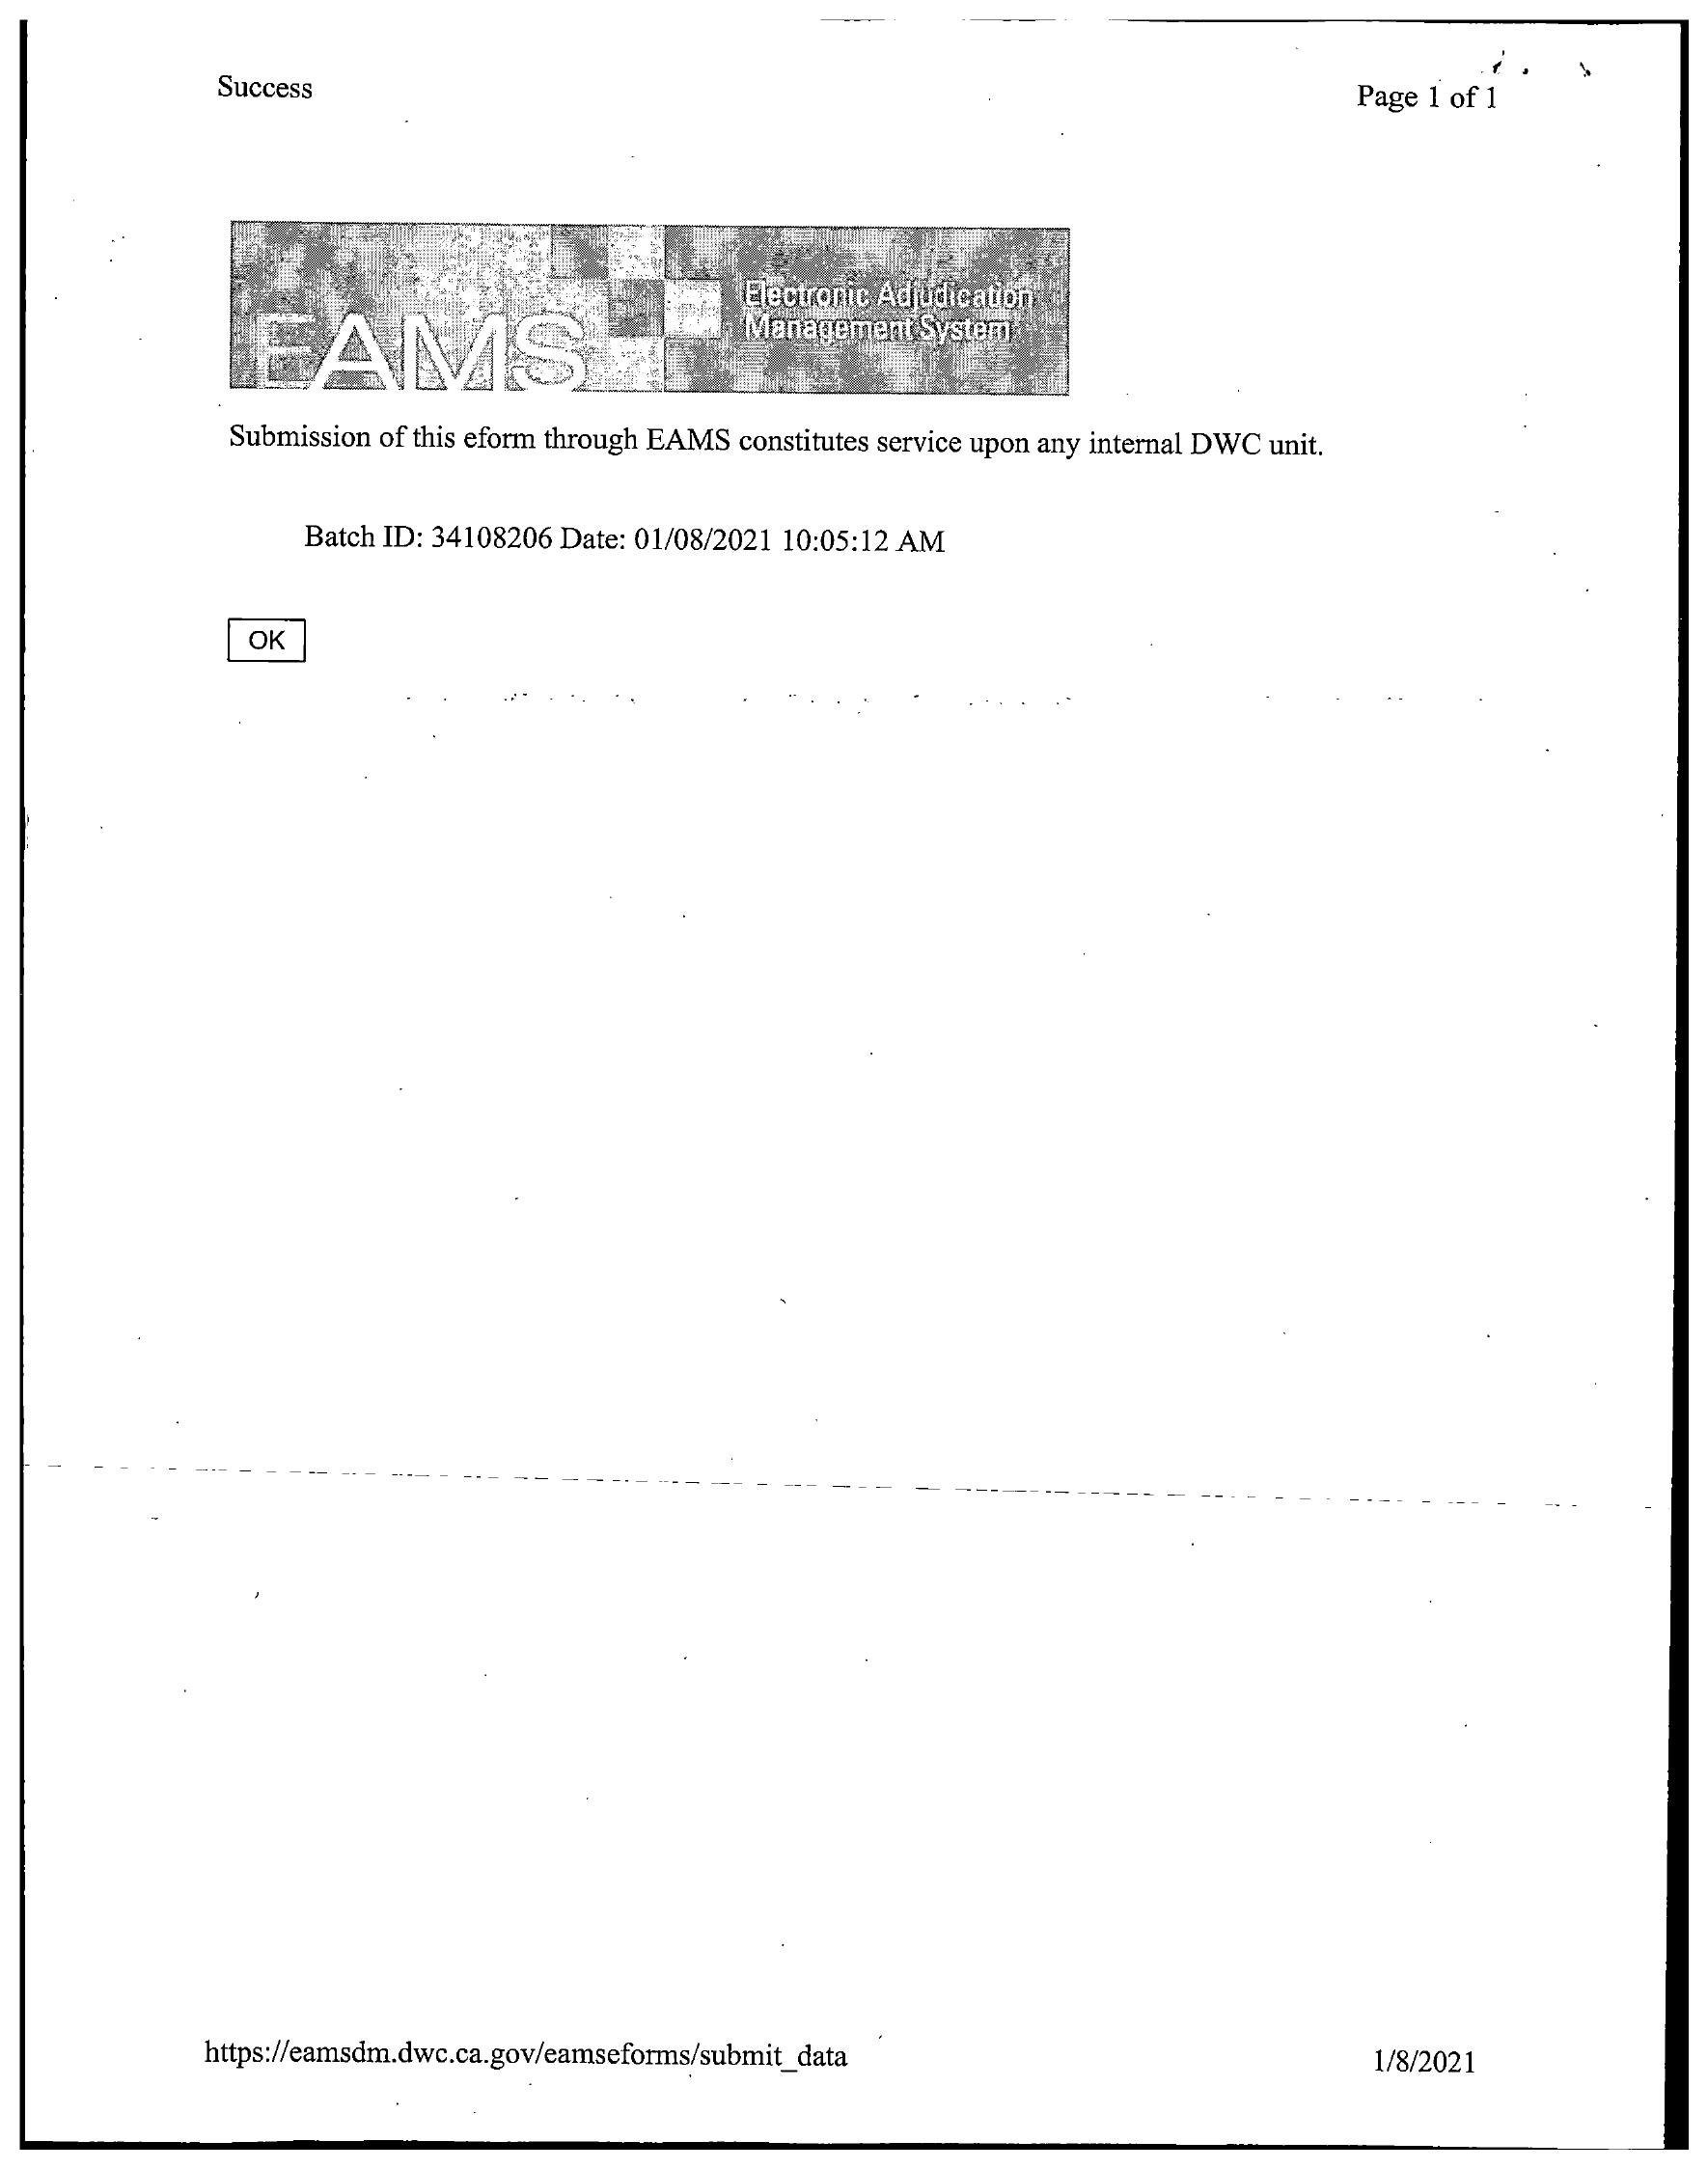 Success
Page 1 of 1
EAMS
Electronic Adjudication
Management System
Submission of this eform through EAMS constitutes service upon any internal DWC unit.
Batch ID: 34108206 Date: 01/08/2021 10:05:12 AM
OK
https://eamsdm.dwc.ca.gov/eamseforms/submit_data
1/8/2021